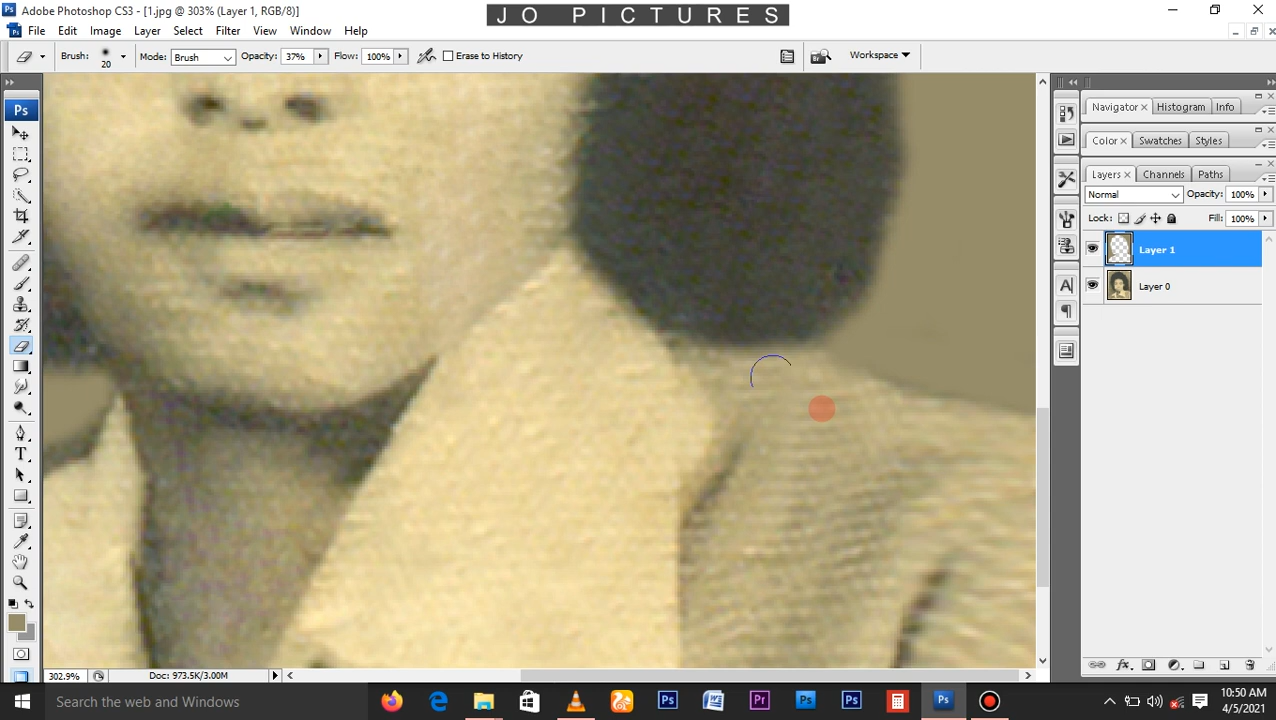 Adobe Photoshop CS3 - [1.jpg @ 303% (Layer 1, RGB/8)]
JO PICTURES
File Edit Image Layer Select Filter View Window Help
Brush: 20 Mode: Brush Opacity: 37% Flow: 100% Erase to History Workspace
Ps
Navigator Histogram Info
Color Swatches Styles
Layers Channels Paths
Normal Opacity: 100%
Lock: Fill: 100%
Layer 1
Layer 0
302.9% Doc: 973.5K/3.00M
Search the web and Windows
10:50 AM
4/5/2021